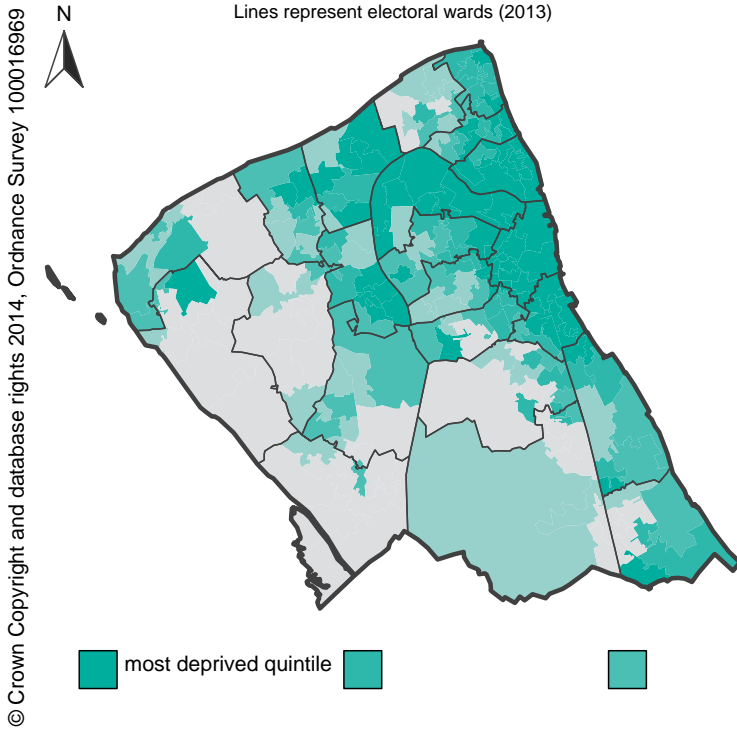 Lines represent electoral wards (2013)
N
© Crown Copyright and database rights 2014, Ordnance Survey 100016969
most deprived quintile